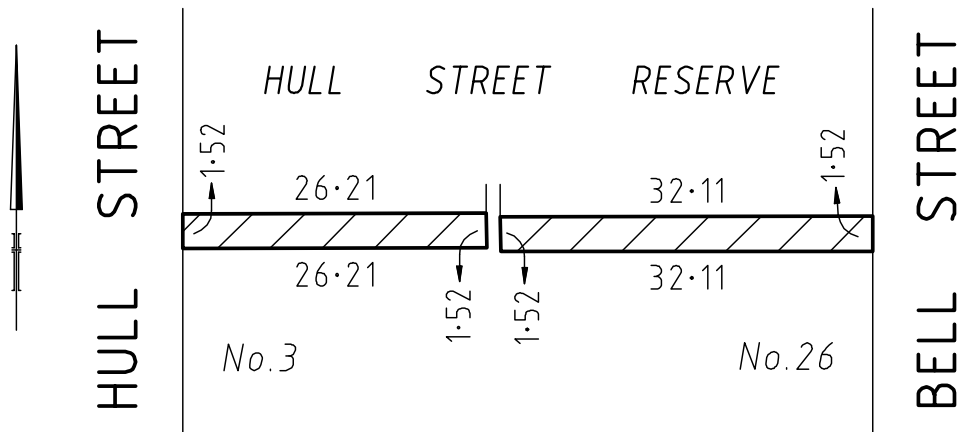 HULL STREET RESERVE
HULL STREET
BELL STREET
1·52
26·21
32·11
1·52
26·21
1·52
1·52
32·11
No.3
No.26